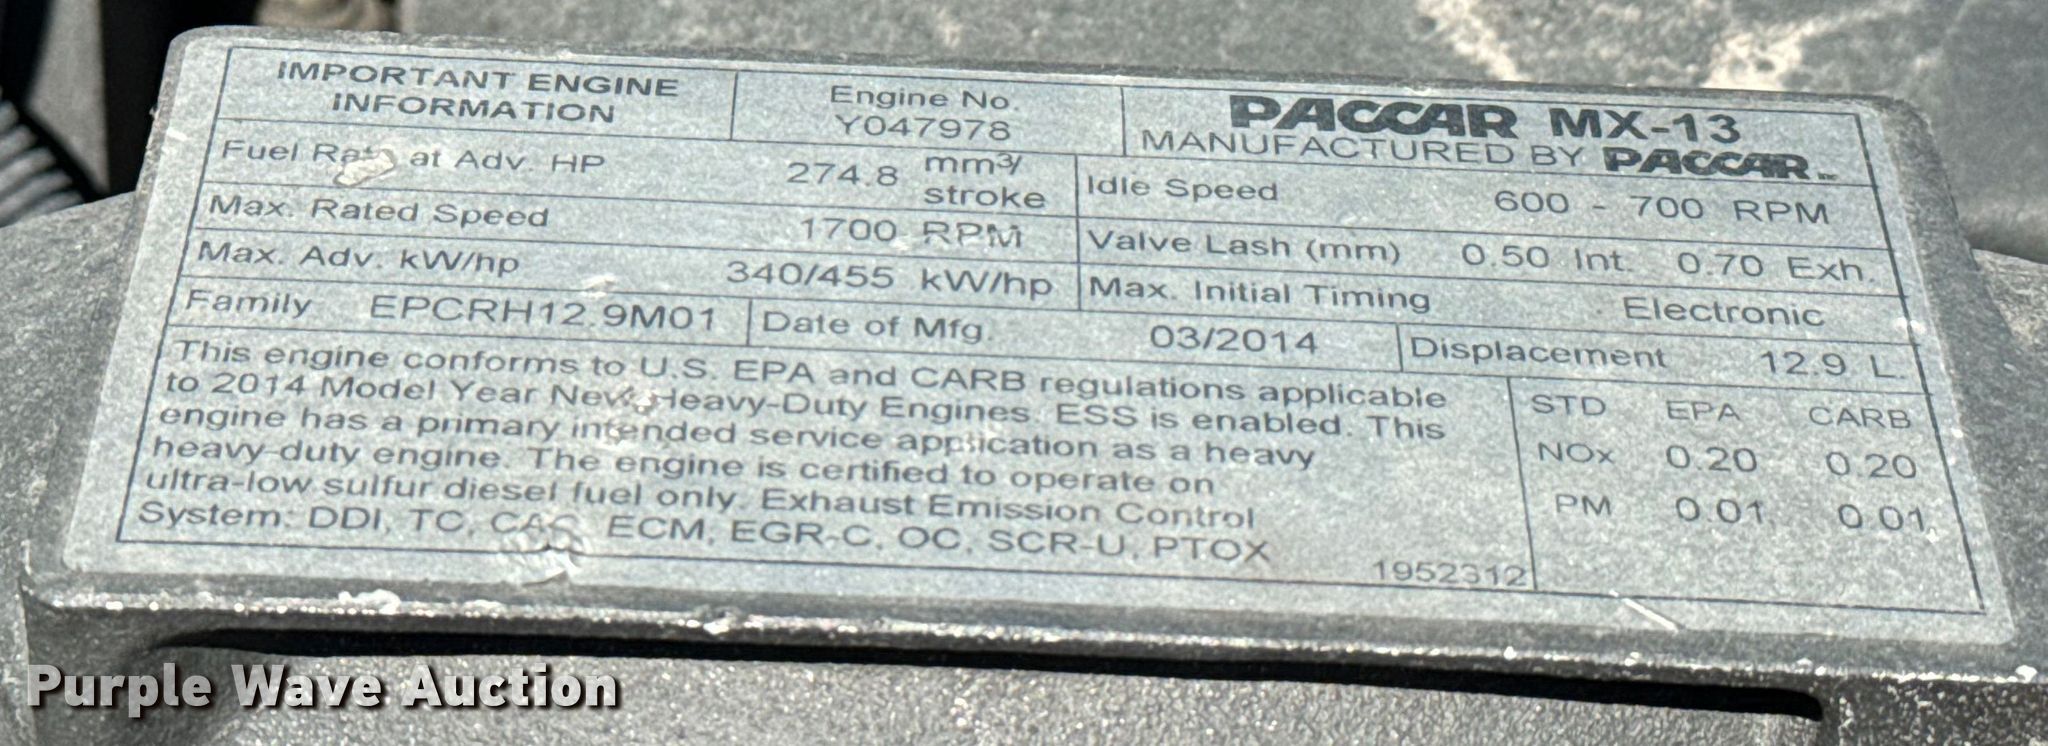 IMPORTANT ENGINE
INFORMATION
Engine No.
Y047978
PACCAR MX-13
MANUFACTURED BY PACCAR Inc
Fuel Rate at Adv. HP 274.8 mm³/
stroke
Idle Speed 600 - 700 RPM
Max. Rated Speed 1700 RPM
Valve Lash (mm) 0.50 Int. 0.70 Exh.
Max. Adv. kW/hp 340/455 kW/hp
Max. Initial Timing Electronic
Family EPCRH12.9M01
Date of Mfg. 03/2014
Displacement 12.9 L.
This engine conforms to U.S. EPA and CARB regulations applicable
to 2014 Model Year New Heavy-Duty Engines. ESS is enabled. This
engine has a primary intended service application as a heavy
heavy-duty engine. The engine is certified to operate on
ultra-low sulfur diesel fuel only. Exhaust Emission Control
System: DDI, TC, CAC, ECM, EGR-C, OC, SCR-U, PTOX
1952312
STD EPA CARB
NOx 0.20 0.20
PM 0.01 0.01
Purple Wave Auction